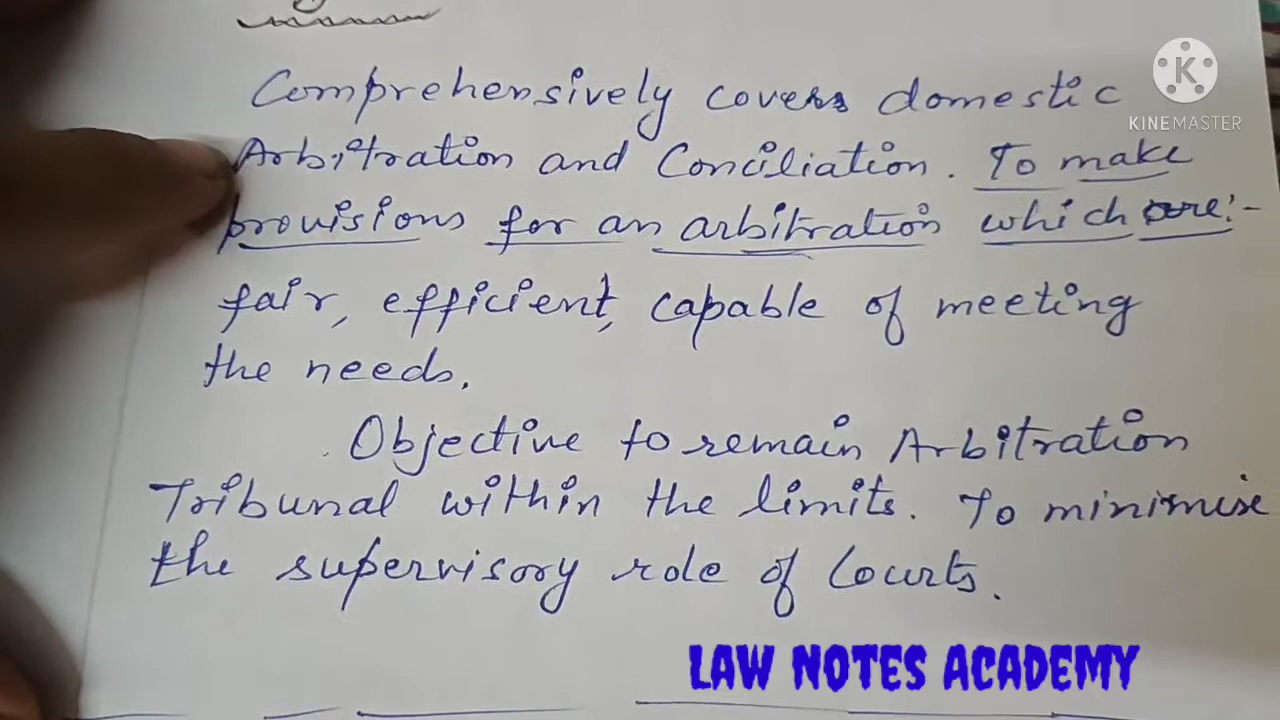 Comprehensively covers domestic
K
KINEMASTER
Arbitration and Conciliation. To make
provisions for an arbitration which are:-
fair, efficient, capable of meeting
the needs.
Objective to remain Arbitration
Tribunal within the limits. To minimise
the supervisory role of Courts.
LAW NOTES ACADEMY